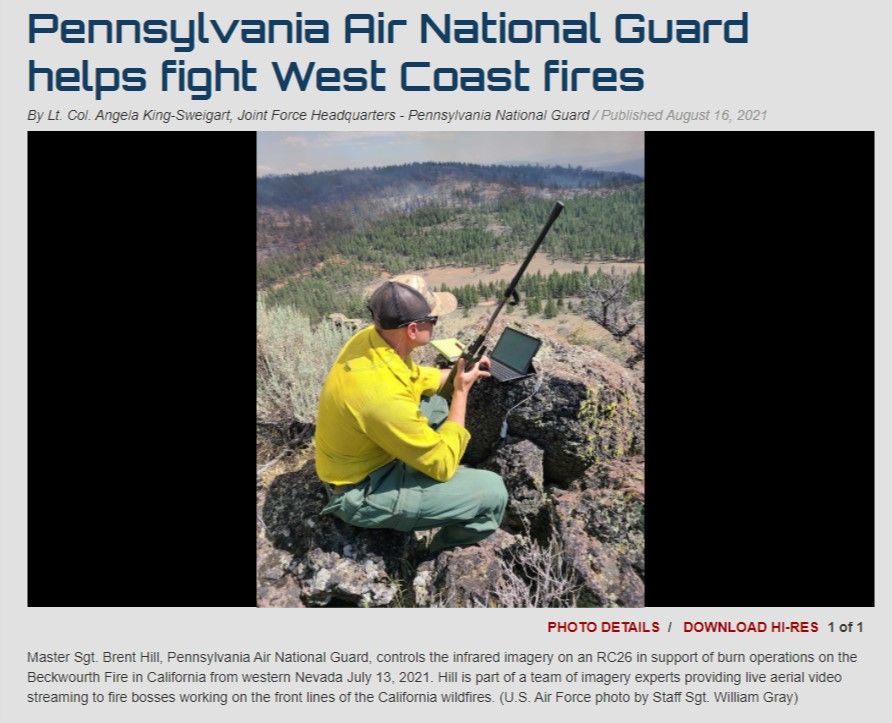 Pennsylvania Air National Guard
helps fight West Coast fires
By Lt. Col. Angela King-Sweigart, Joint Force Headquarters - Pennsylvania National Guard / Published August 16, 2021
PHOTO DETAILS / DOWNLOAD HI-RES 1 of 1
Master Sgt. Brent Hill, Pennsylvania Air National Guard, controls the infrared imagery on an RC26 in support of burn operations on the
Beckwourth Fire in California from western Nevada July 13, 2021. Hill is part of a team of imagery experts providing live aerial video
streaming to fire bosses working on the front lines of the California wildfires. (U.S. Air Force photo by Staff Sgt. William Gray)